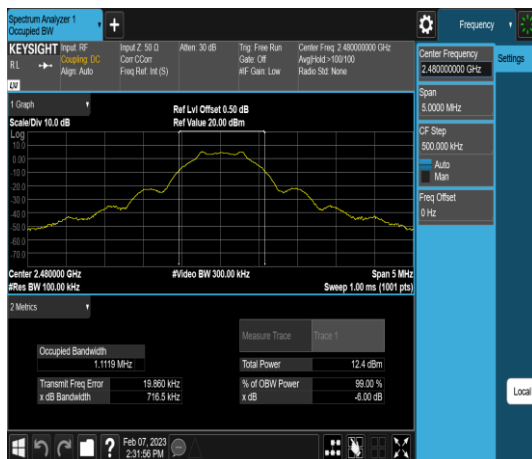 Spectrum Analyzer 1
Occupied BW
Frequency
KEYSIGHT
Input: RF
Input Z: 50 Ω
Atten: 30 dB
Trig: Free Run
Center Freq: 2.480000000 GHz
RL
Coupling: DC
Corr CCorr
Gate: Off
Avg|Hold:>100/100
Align: Auto
Freq Ref: Int (S)
#IF Gain: Low
Radio Std: None
LXI
Center Frequency
2.480000000 GHz
Settings
Span
5.0000 MHz
CF Step
500.000 kHz
Auto
Man
Freq Offset
0 Hz
Local
1 Graph
Ref Lvl Offset 0.50 dB
Scale/Div 10.0 dB
Ref Value 20.00 dBm
Log
10.0
0.00
-10.0
-20.0
-30.0
-40.0
-50.0
-60.0
-70.0
Center 2.480000 GHz
#Video BW 300.00 kHz
Span 5 MHz
#Res BW 100.00 kHz
Sweep 1.00 ms (1001 pts)
2 Metrics
Measure Trace
Trace 1
Occupied Bandwidth
1.1119 MHz
Total Power
12.4 dBm
Transmit Freq Error
19.860 kHz
% of OBW Power
99.00 %
x dB Bandwidth
716.5 kHz
x dB
-6.00 dB
?
Feb 07, 2023
2:31:56 PM